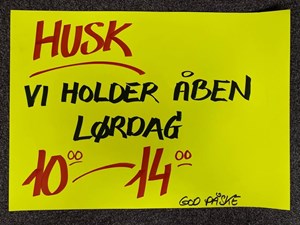 HUSK
VI HOLDER ÅBEN
LØRDAG
10⁰⁰ — 14⁰⁰
GOD PÅSKE